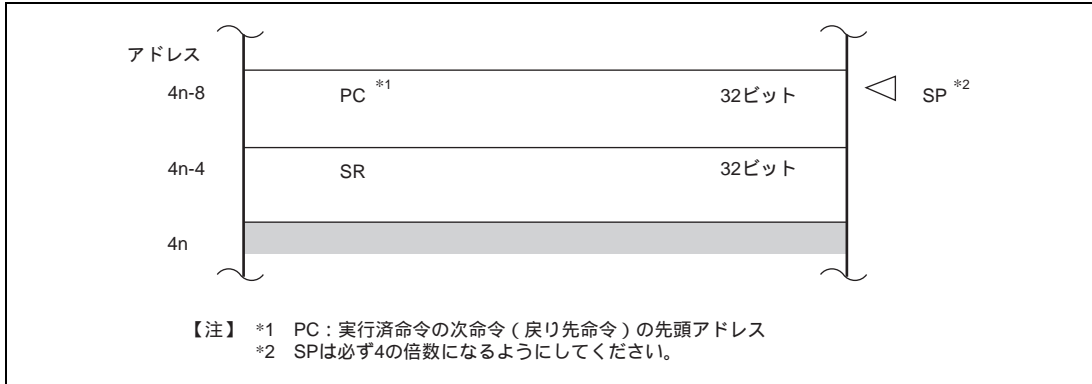 アドレス
4n-8 PC *1 32ビット SP *2
4n-4 SR 32ビット
4n
【注】 *1 PC：実行済命令の次命令（戻り先命令）の先頭アドレス
*2 SPは必ず4の倍数になるようにしてください。